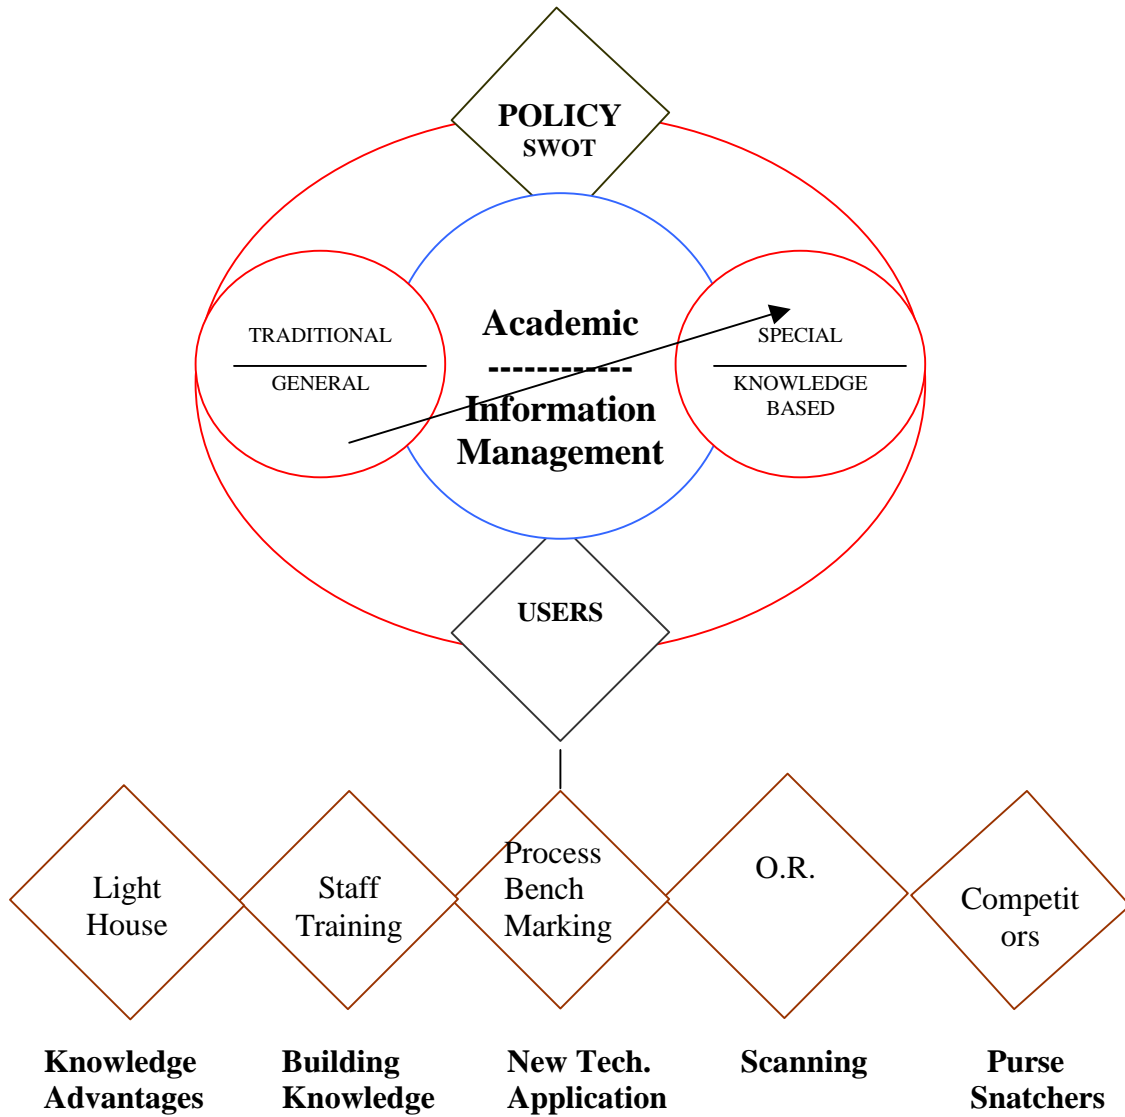 POLICY
SWOT
Academic
------------
Information
Management
TRADITIONAL
GENERAL
SPECIAL
KNOWLEDGE
BASED
USERS
Light
House
Staff
Training
Process
Bench
Marking
O.R.
Competit
ors
Knowledge
Advantages
Building
Knowledge
New Tech.
Application
Scanning
Purse
Snatchers